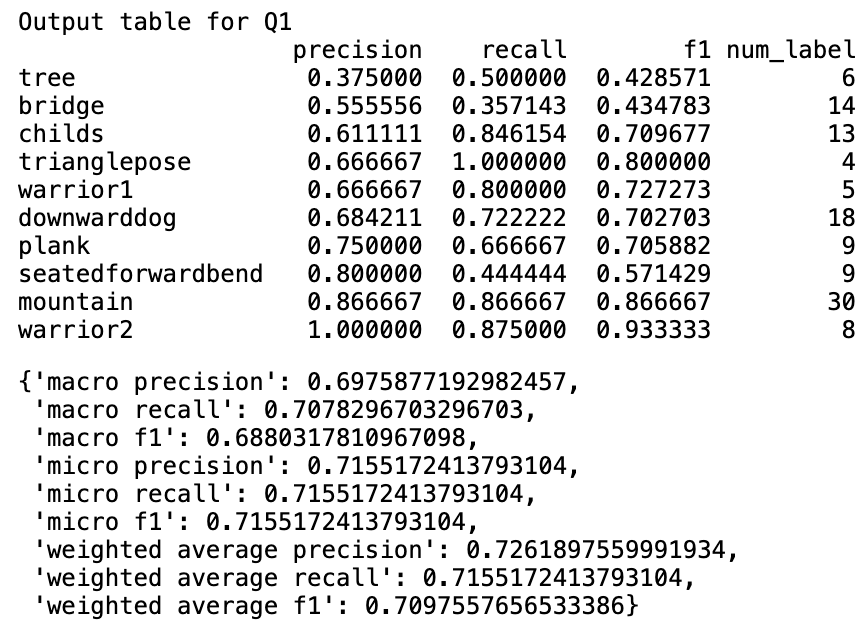 Output table for Q1
precision recall f1 num_label
tree 0.375000 0.500000 0.428571 6
bridge 0.555556 0.357143 0.434783 14
childs 0.611111 0.846154 0.709677 13
trianglepose 0.666667 1.000000 0.800000 4
warrior1 0.666667 0.800000 0.727273 5
downwarddog 0.684211 0.722222 0.702703 18
plank 0.750000 0.666667 0.705882 9
seatedforwardbend 0.800000 0.444444 0.571429 9
mountain 0.866667 0.866667 0.866667 30
warrior2 1.000000 0.875000 0.933333 8
{'macro precision': 0.6975877192982457,
'macro recall': 0.7078296703296703,
'macro f1': 0.6880317810967098,
'micro precision': 0.7155172413793104,
'micro recall': 0.7155172413793104,
'micro f1': 0.7155172413793104,
'weighted average precision': 0.7261897559991934,
'weighted average recall': 0.7155172413793104,
'weighted average f1': 0.7097557656533386}